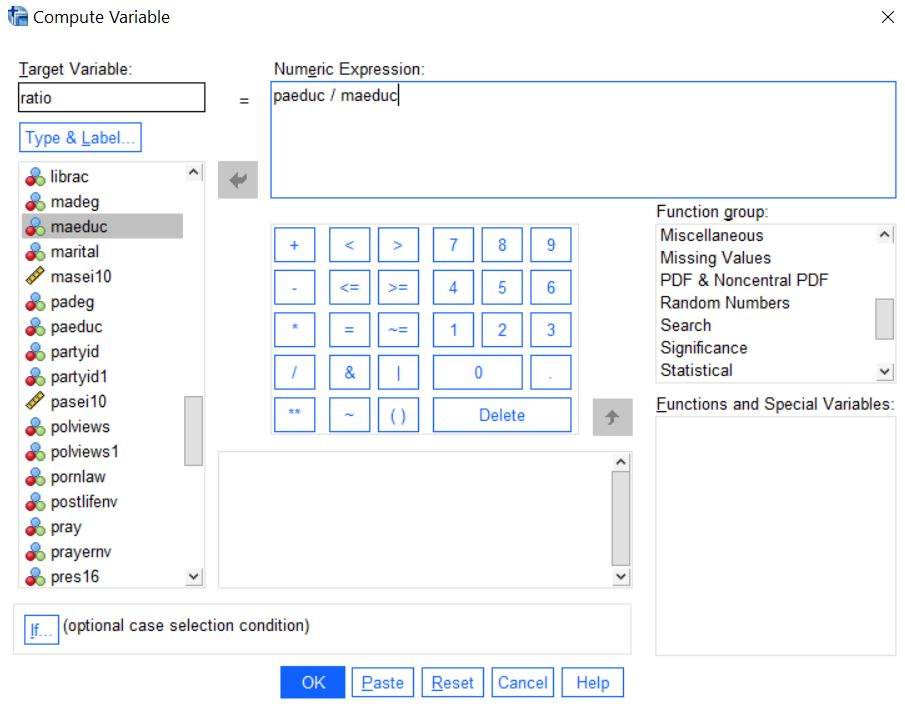 Compute Variable
Target Variable:
ratio
=
Numeric Expression:
paeduc / maeduc
Type & Label...
librac
madeg
maeduc
marital
masei10
padeg
paeduc
partyid
partyid1
pasei10
polviews
polviews1
pornlaw
postlifenv
pray
prayernv
pres16
+ < > 7 8 9
- <= >= 4 5 6
* = ~= 1 2 3
/ & | 0 .
** ~ ( ) Delete
Function group:
Miscellaneous
Missing Values
PDF & Noncentral PDF
Random Numbers
Search
Significance
Statistical
Functions and Special Variables:
If... (optional case selection condition)
OK Paste Reset Cancel Help